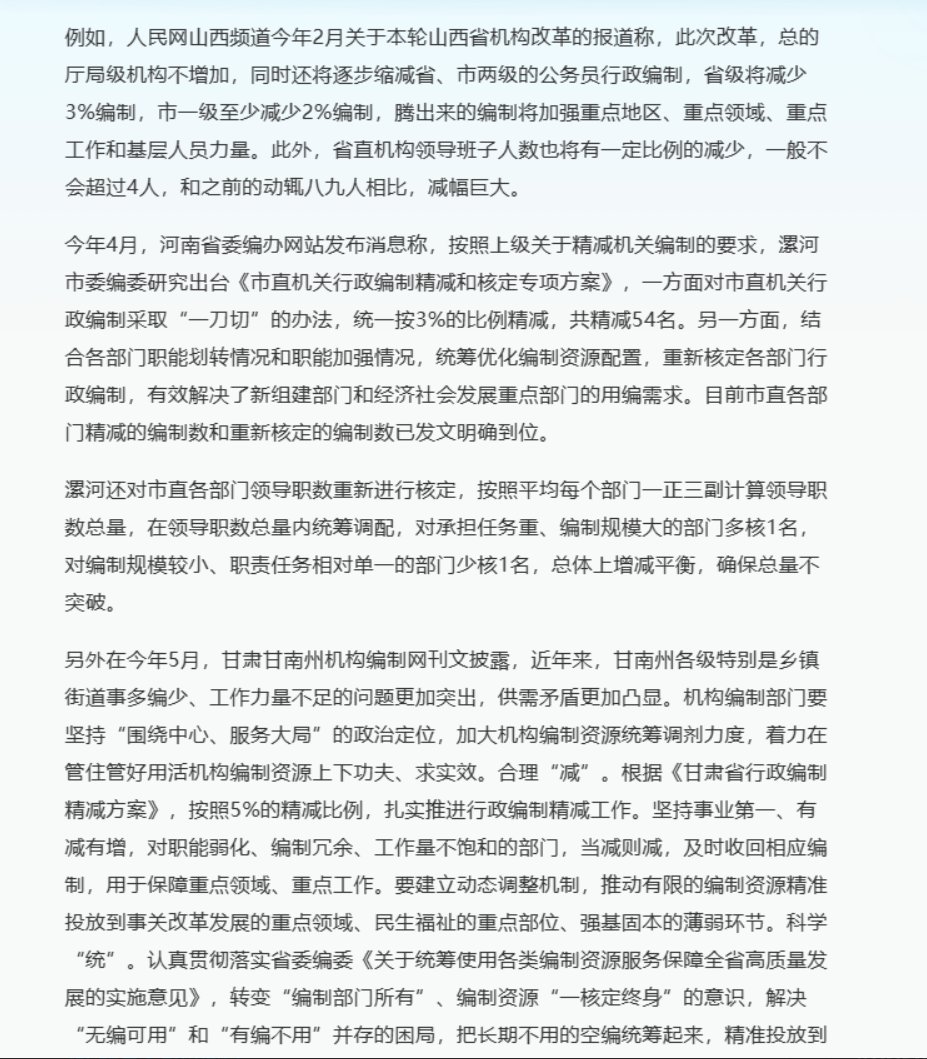 例如，人民网山西频道今年2月关于本轮山西省机构改革的报道称，此次改革，总的
厅局级机构不增加，同时还将逐步缩减省、市两级的公务员行政编制，省级将减少
3%编制，市一级至少减少2%编制，腾出来的编制将加强重点地区、重点领域、重点
工作和基层人员力量。此外，省直机构领导班子人数也将有一定比例的减少，一般不
会超过4人，和之前的动辄八九人相比，减幅巨大。
今年4月，河南省委编办网站发布消息称，按照上级关于精减机关编制的要求，漯河
市委编委研究出台《市直机关行政编制精减和核定专项方案》，一方面对市直机关行
政编制采取“一刀切”的办法，统一按3%的比例精减，共精减54名。另一方面，结
合各部门职能划转情况和职能加强情况，统筹优化编制资源配置，重新核定各部门行
政编制，有效解决了新组建部门和经济社会发展重点部门的用编需求。目前市直各部
门精减的编制数和重新核定的编制数已发文明确到位。
漯河还对市直各部门领导职数重新进行核定，按照平均每个部门一正三副计算领导职
数总量，在领导职数总量内统筹调配，对承担任务重、编制规模大的部门多核1名，
对编制规模较小、职责任务相对单一的部门少核1名，总体上增减平衡，确保总量不
突破。
另外在今年5月，甘肃甘南州机构编制网刊文披露，近年来，甘南州各级特别是乡镇
街道事多编少、工作力量不足的问题更加突出，供需矛盾更加凸显。机构编制部门要
坚持“围绕中心、服务大局”的政治定位，加大机构编制资源统筹调剂力度，着力在
管住管好用活机构编制资源上下功夫、求实效。合理“减”。根据《甘肃省行政编制
精减方案》，按照5%的精减比例，扎实推进行政编制精减工作。坚持事业第一、有
减有增，对职能弱化、编制冗余、工作量不饱和的部门，当减则减，及时收回相应编
制，用于保障重点领域、重点工作。要建立动态调整机制，推动有限的编制资源精准
投放到事关改革发展的重点领域、民生福祉的重点部位、强基固本的薄弱环节。科学
“统”。认真贯彻落实省委编委《关于统筹使用各类编制资源服务保障全省高质量发
展的实施意见》，转变“编制部门所有”、编制资源“一核定终身”的意识，解决
“无编可用”和“有编不用”并存的困局，把长期不用的空编统筹起来，精准投放到